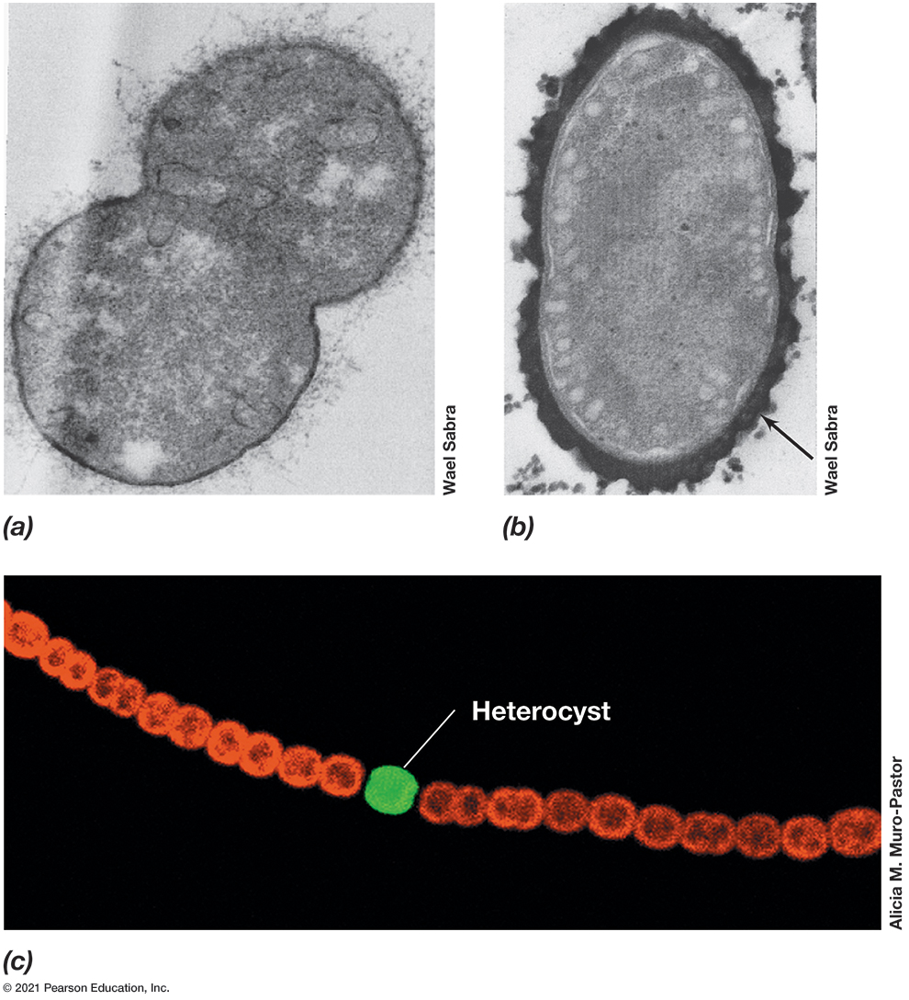 Wael Sabra
Wael Sabra
(a)
(b)
Heterocyst
Alicia M. Muro-Pastor
(c)
© 2021 Pearson Education, Inc.